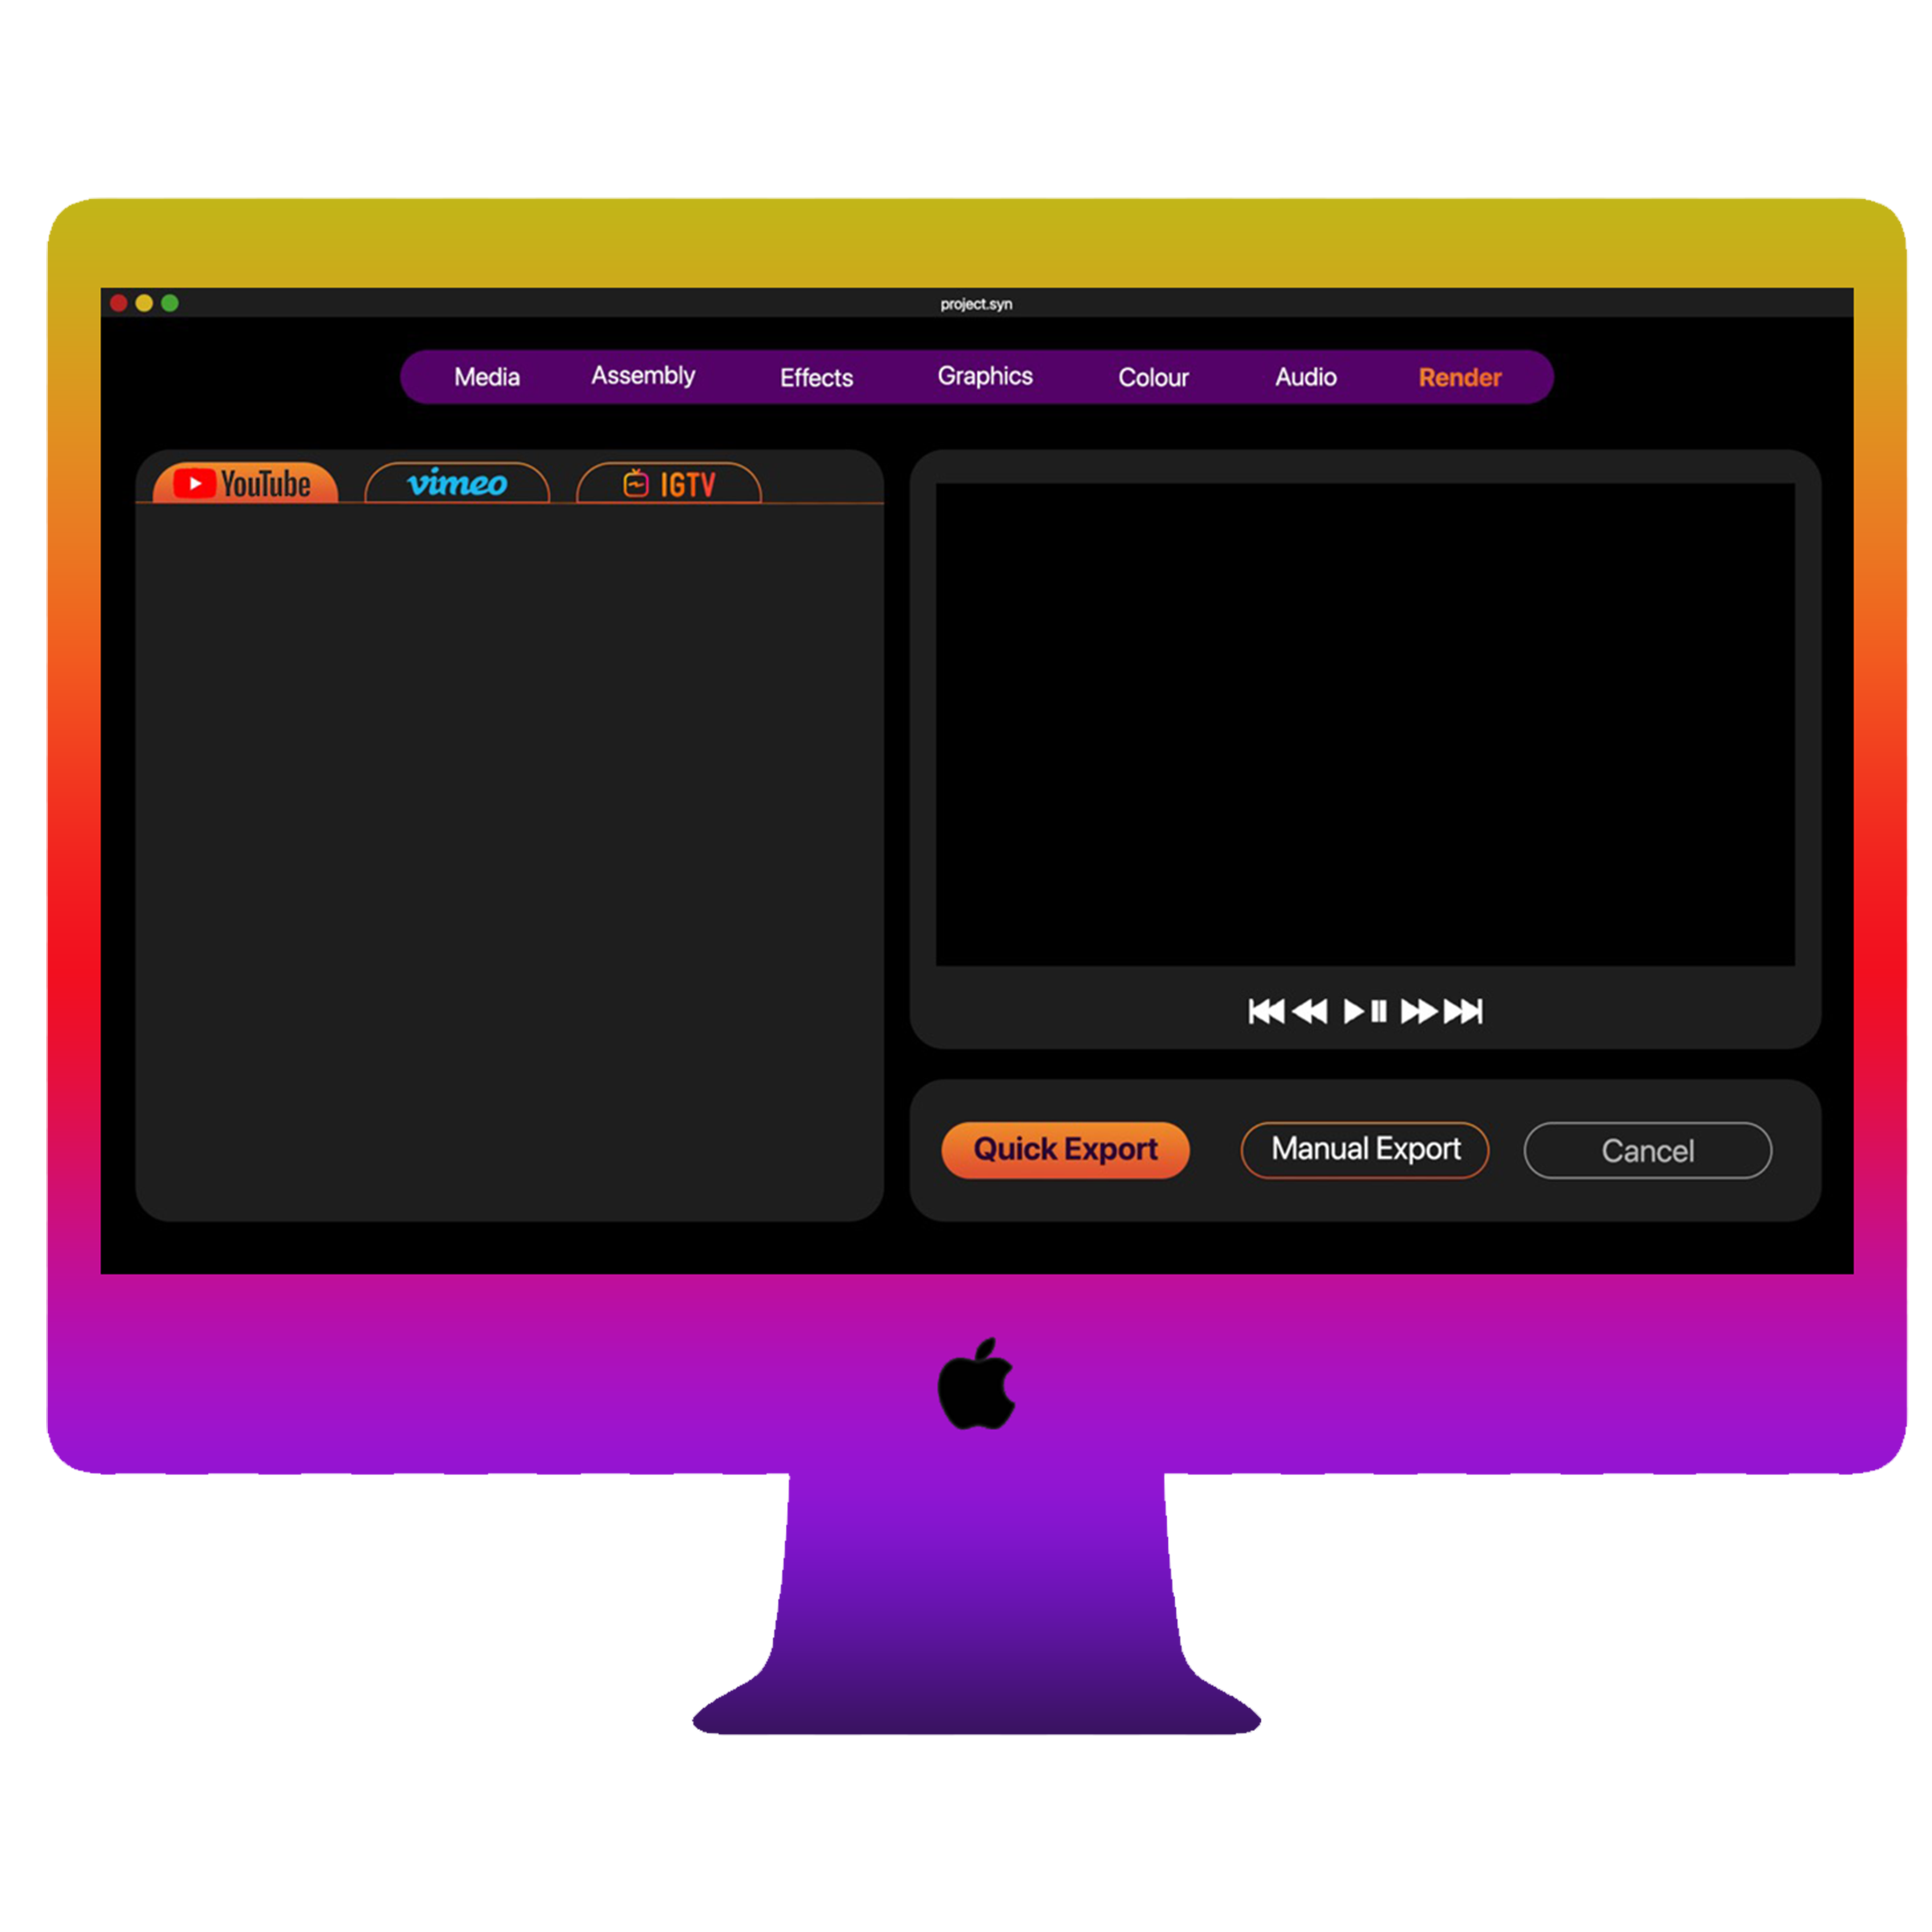 project.syn
Media Assembly Effects Graphics Colour Audio Render
YouTube vimeo IGTV
Quick Export Manual Export Cancel